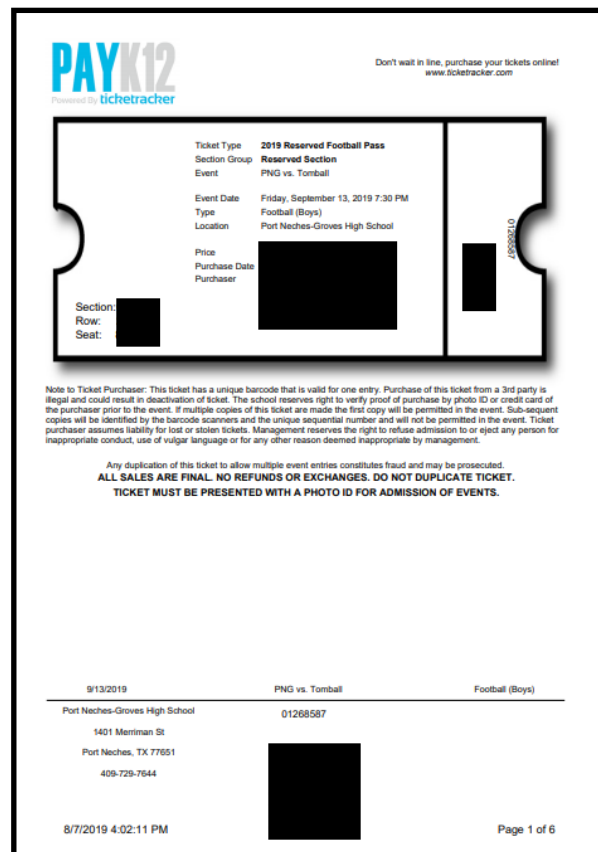 PAYK12
Powered By ticketracker
Don't wait in line, purchase your tickets online!
www.ticketracker.com
Ticket Type 2019 Reserved Football Pass
Section Group Reserved Section
Event PNG vs. Tomball
Event Date Friday, September 13, 2019 7:30 PM
Type Football (Boys)
Location Port Neches-Groves High School
Price
Purchase Date
Purchaser
Section:
Row:
Seat:
01268587
Note to Ticket Purchaser: This ticket has a unique barcode that is valid for one entry. Purchase of this ticket from a 3rd party is
illegal and could result in deactivation of ticket. The school reserves right to verify proof of purchase by photo ID or credit card of
the purchaser prior to the event. If multiple copies of this ticket are made the first copy will be permitted in the event. Sub-sequent
copies will be identified by the barcode scanners and the unique sequential number and will not be permitted in the event. Ticket
purchaser assumes liability for lost or stolen tickets. Management reserves the right to refuse admission to or eject any person for
inappropriate conduct, use of vulgar language or for any other reason deemed inappropriate by management.
Any duplication of this ticket to allow multiple event entries constitutes fraud and may be prosecuted.
ALL SALES ARE FINAL. NO REFUNDS OR EXCHANGES. DO NOT DUPLICATE TICKET.
TICKET MUST BE PRESENTED WITH A PHOTO ID FOR ADMISSION OF EVENTS.
9/13/2019 PNG vs. Tomball Football (Boys)
Port Neches-Groves High School 01268587
1401 Merriman St
Port Neches, TX 77651
409-729-7644
8/7/2019 4:02:11 PM Page 1 of 6